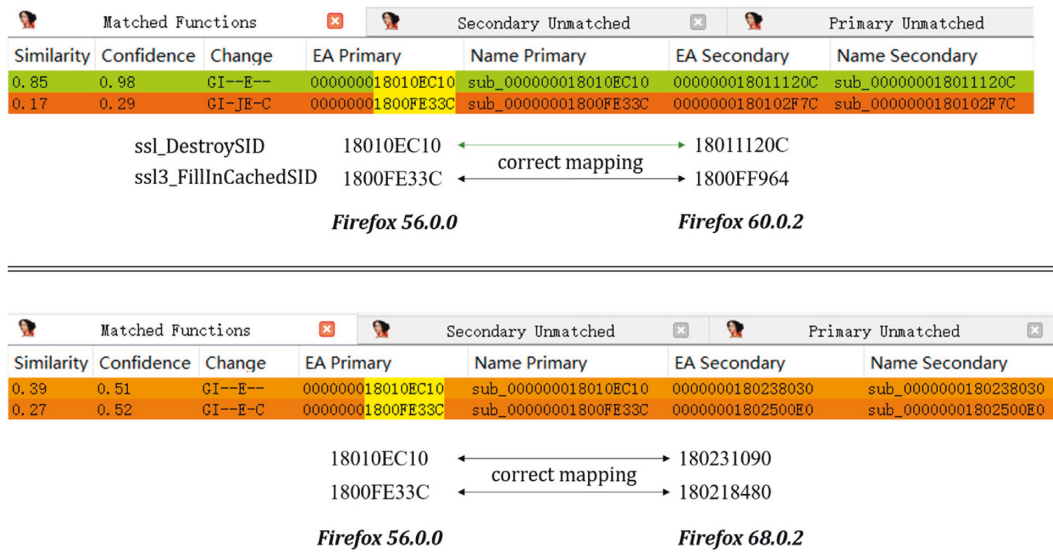 Matched Functions Secondary Unmatched Primary Unmatched
Similarity Confidence Change EA Primary Name Primary EA Secondary Name Secondary
0.85 0.98 GI--E-- 000000018010EC10 sub_000000018010EC10 000000018011120C sub_000000018011120C
0.17 0.29 GI-JE-C 00000001800FE33C sub_00000001800FE33C 0000000180102F7C sub_0000000180102F7C
ssl_DestroySID 18010EC10 18011120C
correct mapping
ssl3_FillInCachedSID 1800FE33C 1800FF964
Firefox 56.0.0 Firefox 60.0.2
Matched Functions Secondary Unmatched Primary Unmatched
Similarity Confidence Change EA Primary Name Primary EA Secondary Name Secondary
0.39 0.51 GI--E-- 000000018010EC10 sub_000000018010EC10 0000000180238030 sub_0000000180238030
0.27 0.52 GI--E-C 00000001800FE33C sub_00000001800FE33C 00000001802500E0 sub_00000001802500E0
18010EC10 180231090
correct mapping
1800FE33C 180218480
Firefox 56.0.0 Firefox 68.0.2